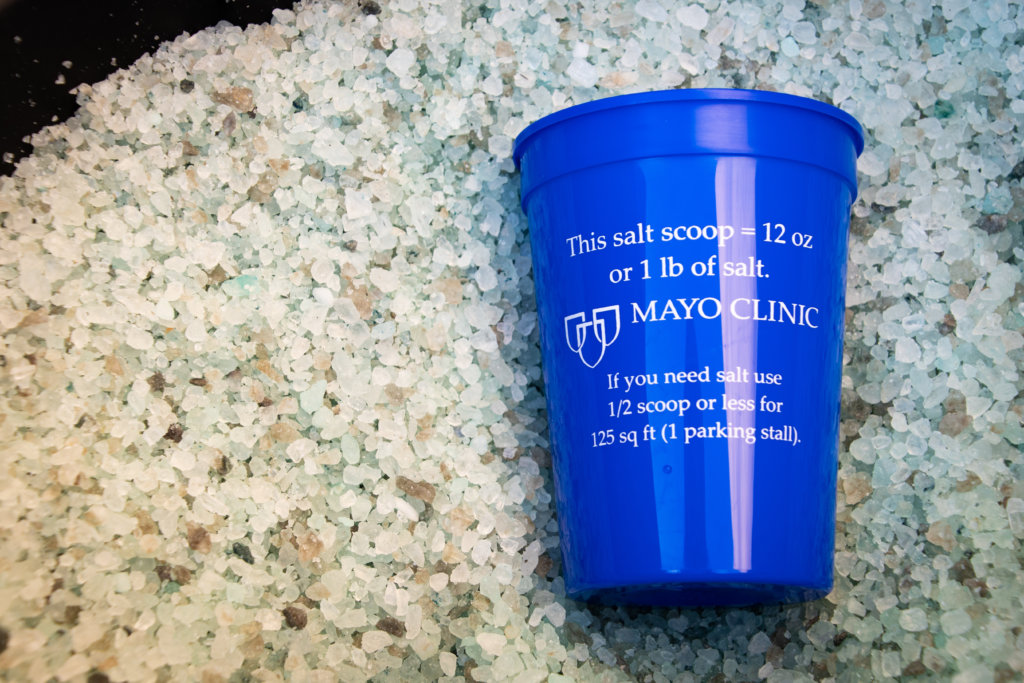 This salt scoop = 12 oz
or 1 lb of salt.
MAYO CLINIC
If you need salt use
1/2 scoop or less for
125 sq ft (1 parking stall).